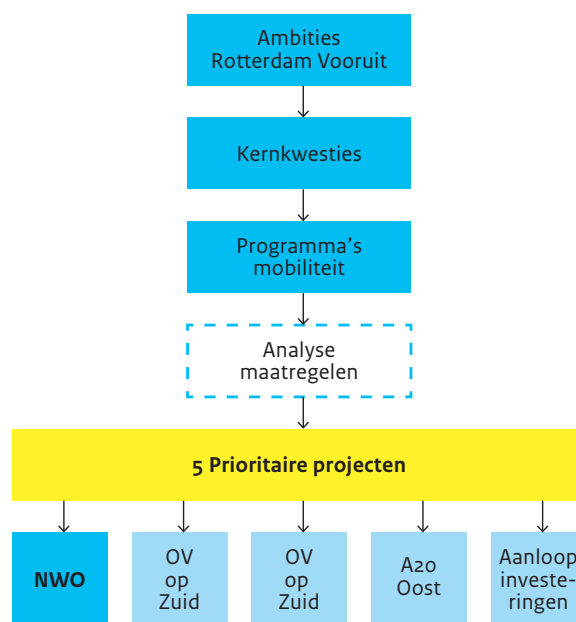 Ambities
Rotterdam Vooruit
Kernkwesties
Programma's
mobiliteit
Analyse
maatregelen
5 Prioritaire projecten
NWO
OV
op
Zuid
OV
op
Zuid
A20
Oost
Aanloop
investe-
ringen